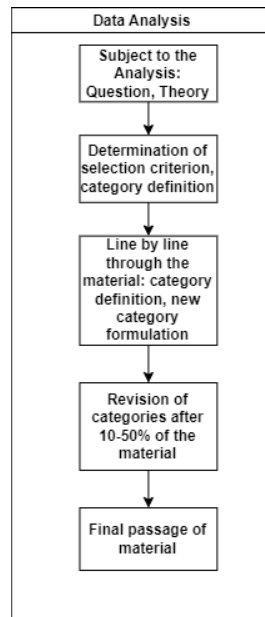 Data Analysis
Subject to the
Analysis:
Question, Theory
Determination of
selection criterion,
category definition
Line by line
through the
material: category
definition, new
category
formulation
Revision of
categories after
10-50% of the
material
Final passage of
material